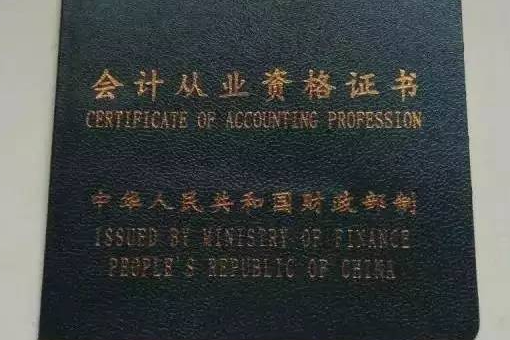 会计从业资格证书
CERTIFICATE OF ACCOUNTING PROFESSION
中华人民共和国财政部制
ISSUED BY MINISTRY OF FINANCE
PEOPLE'S REPUBLIC OF CHINA